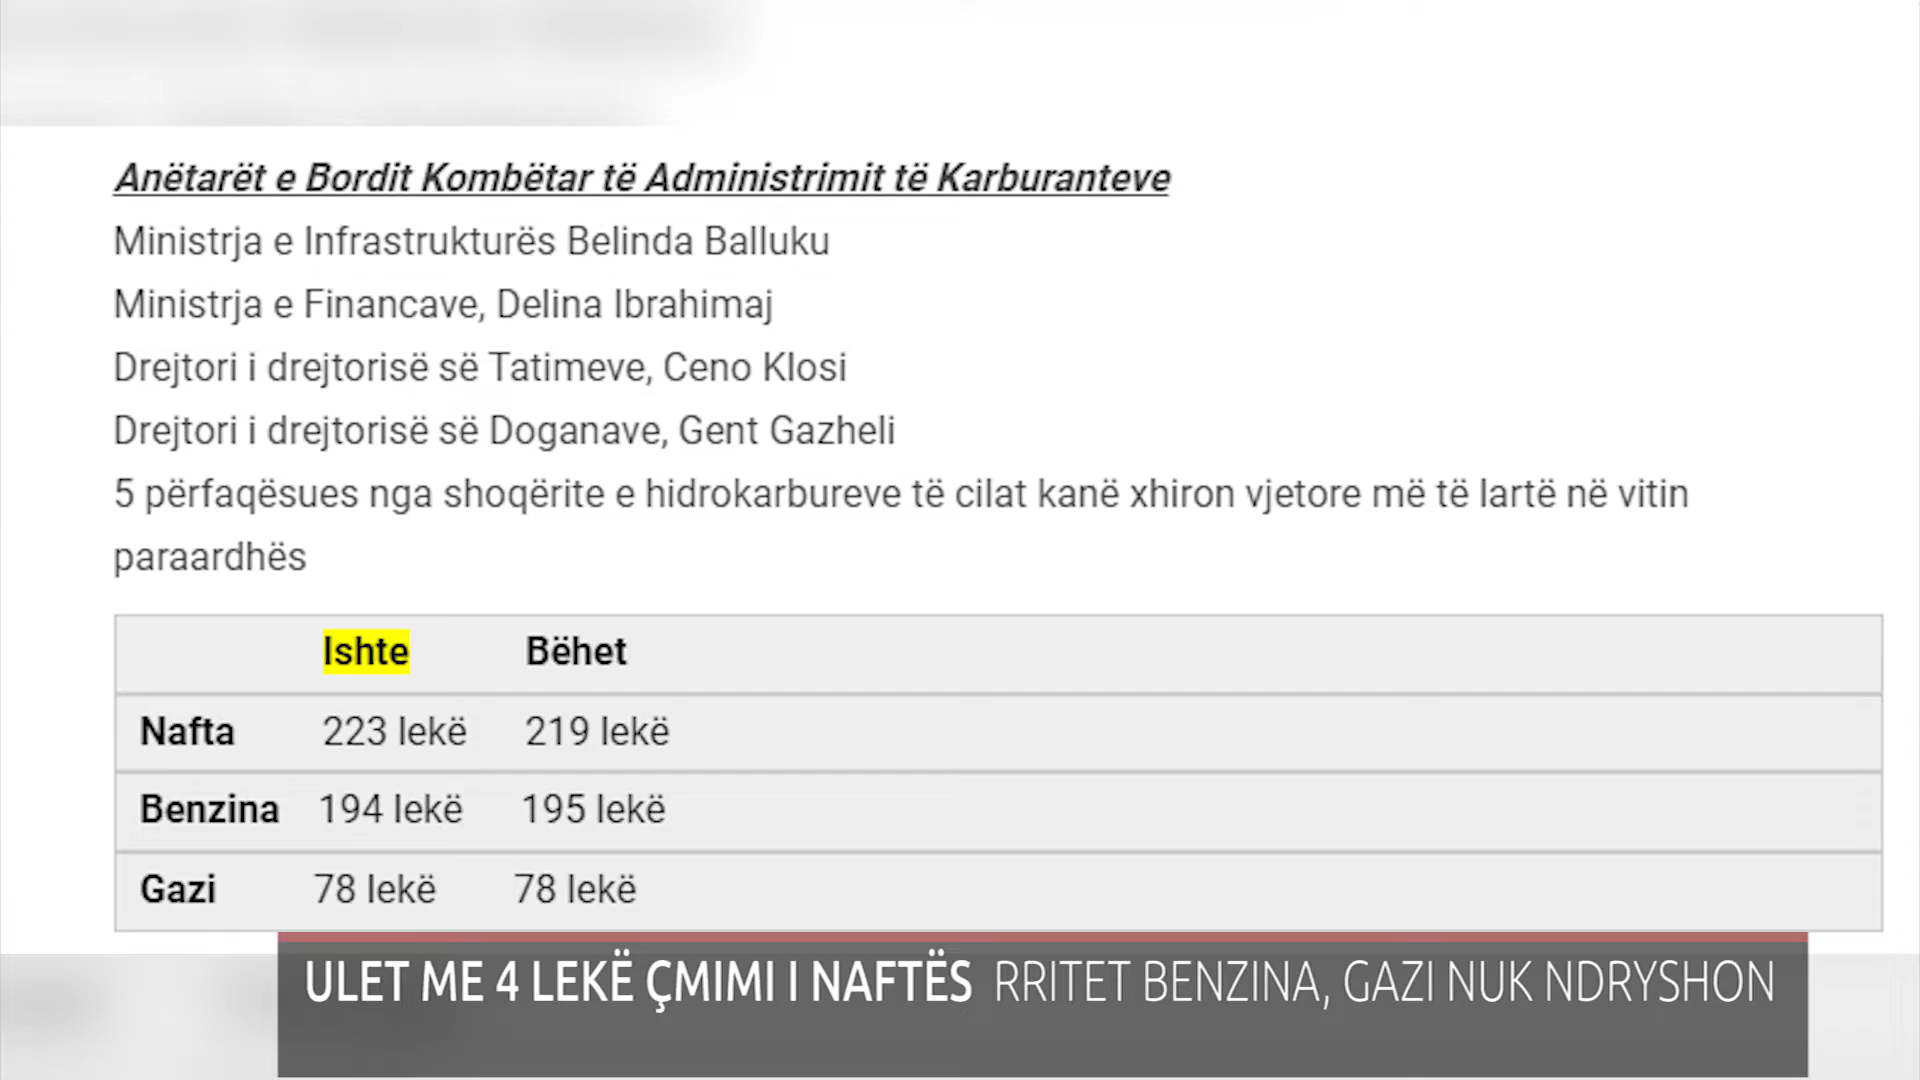 Anëtarët e Bordit Kombëtar të Administrimit të Karburanteve
Ministrja e Infrastrukturës Belinda Balluku
Ministrja e Financave, Delina Ibrahimaj
Drejtori i drejtorisë së Tatimeve, Ceno Klosi
Drejtori i drejtorisë së Doganave, Gent Gazheli
5 përfaqësues nga shoqërite e hidrokarbureve të cilat kanë xhiron vjetore më të lartë në vitin
paraardhës
Ishte Bëhet
Nafta 223 lekë 219 lekë
Benzina 194 lekë 195 lekë
Gazi 78 lekë 78 lekë
ULET ME 4 LEKË ÇMIMI I NAFTËS RRITET BENZINA, GAZI NUK NDRYSHON